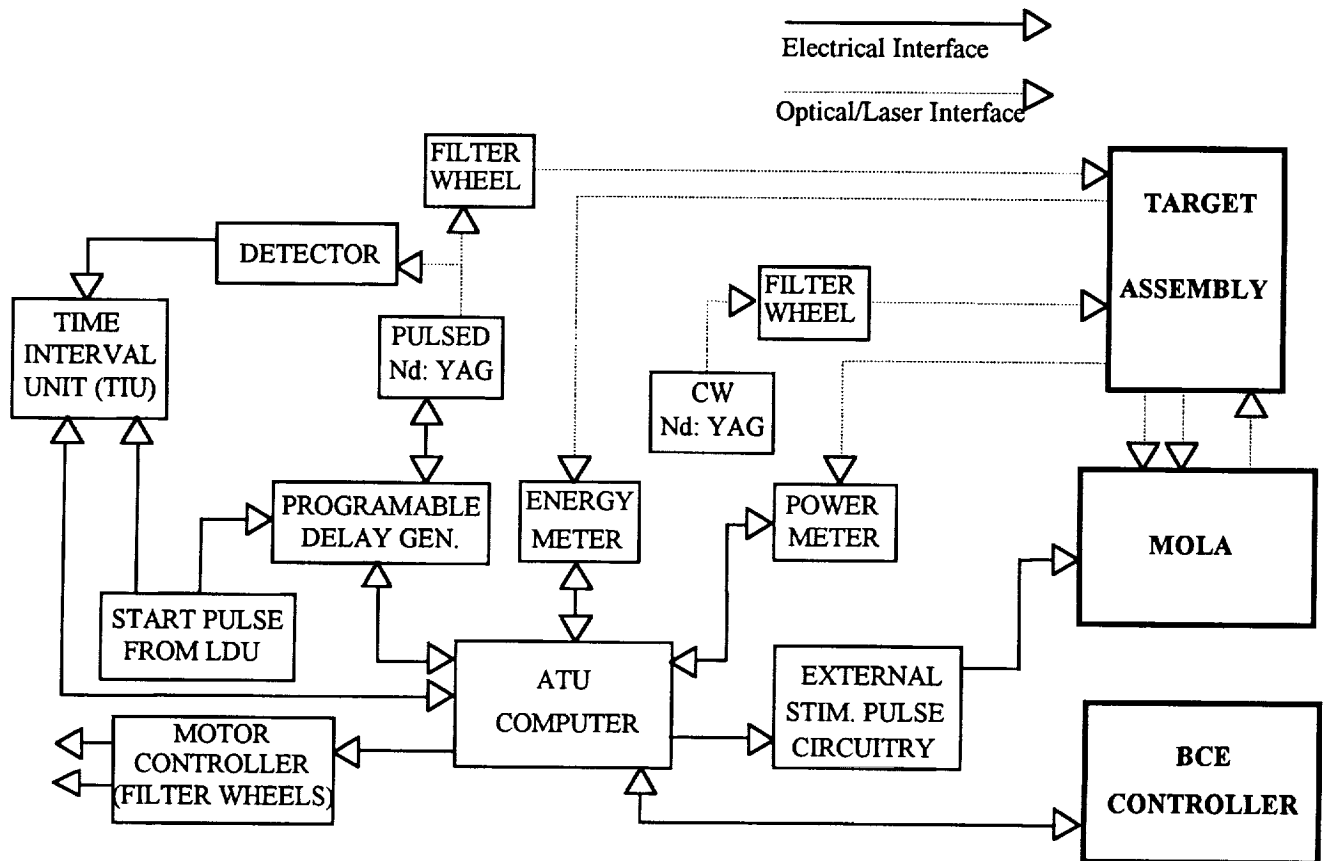 Electrical Interface
Optical/Laser Interface
FILTER
WHEEL
TARGET
ASSEMBLY
DETECTOR
FILTER
WHEEL
TIME
INTERVAL
UNIT (TIU)
PULSED
Nd: YAG
CW
Nd: YAG
PROGRAMABLE
DELAY GEN.
ENERGY
METER
POWER
METER
MOLA
START PULSE
FROM LDU
ATU
COMPUTER
EXTERNAL
STIM. PULSE
CIRCUITRY
MOTOR
CONTROLLER
(FILTER WHEELS)
BCE
CONTROLLER